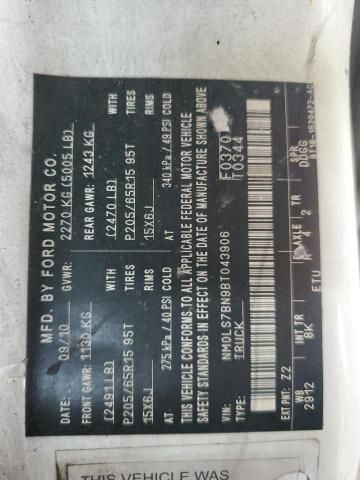 MFD. BY FORD MOTOR CO.
DATE: 09/10 GVWR: 2270 KG (5005 LB)
FRONT GAWR: 1130 KG REAR GAWR: 1243 KG
(2491 LB) WITH (2470 LB) WITH
P205/65R15 95T TIRES P205/65R15 95T TIRES
15X6J RIMS 15X6J RIMS
AT 275 kPa / 40 PSI COLD AT 340 kPa / 49 PSI COLD
THIS VEHICLE CONFORMS TO ALL APPLICABLE FEDERAL MOTOR VEHICLE
SAFETY STANDARDS IN EFFECT ON THE DATE OF MANUFACTURE SHOWN ABOVE
VIN: NM0LS7BN9BT043906 F0370
TYPE: TRUCK T0344
EXT PNT: Z2 ETU
WB INT TR AXLE TR SPR
2912 8K R 4 2 DDGG
THIS VEHICLE WAS